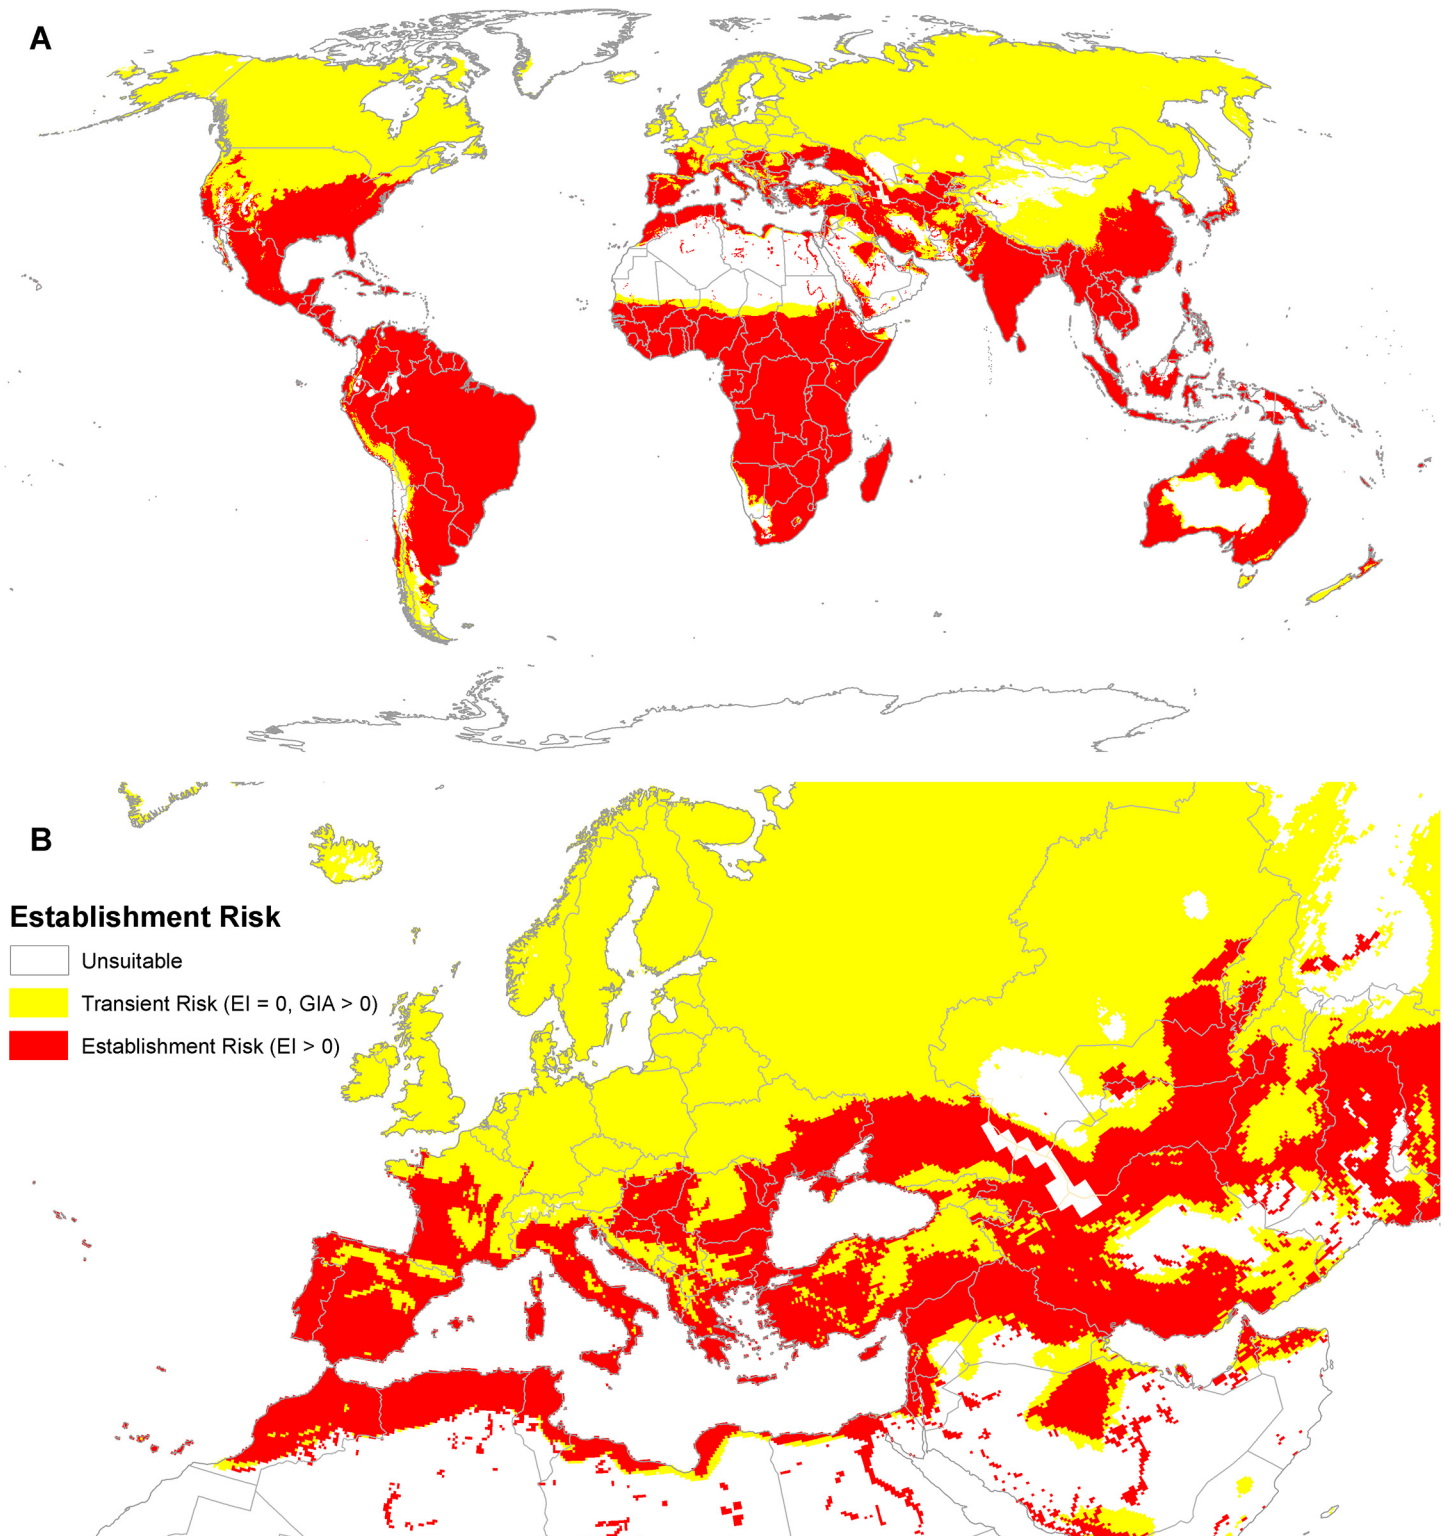 A
B
Establishment Risk
Unsuitable
Transient Risk (EI = 0, GIA > 0)
Establishment Risk (EI > 0)